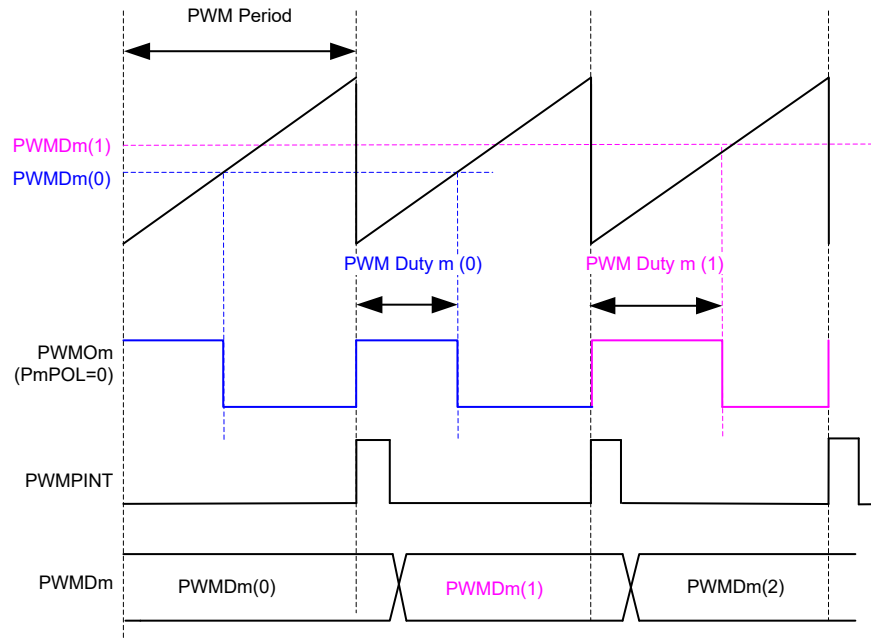 PWM Period
PWMDm(1)
PWMDm(0)
PWM Duty m (0)
PWM Duty m (1)
PWMOm
(PmPOL=0)
PWMPINT
PWMDm
PWMDm(0)
PWMDm(1)
PWMDm(2)